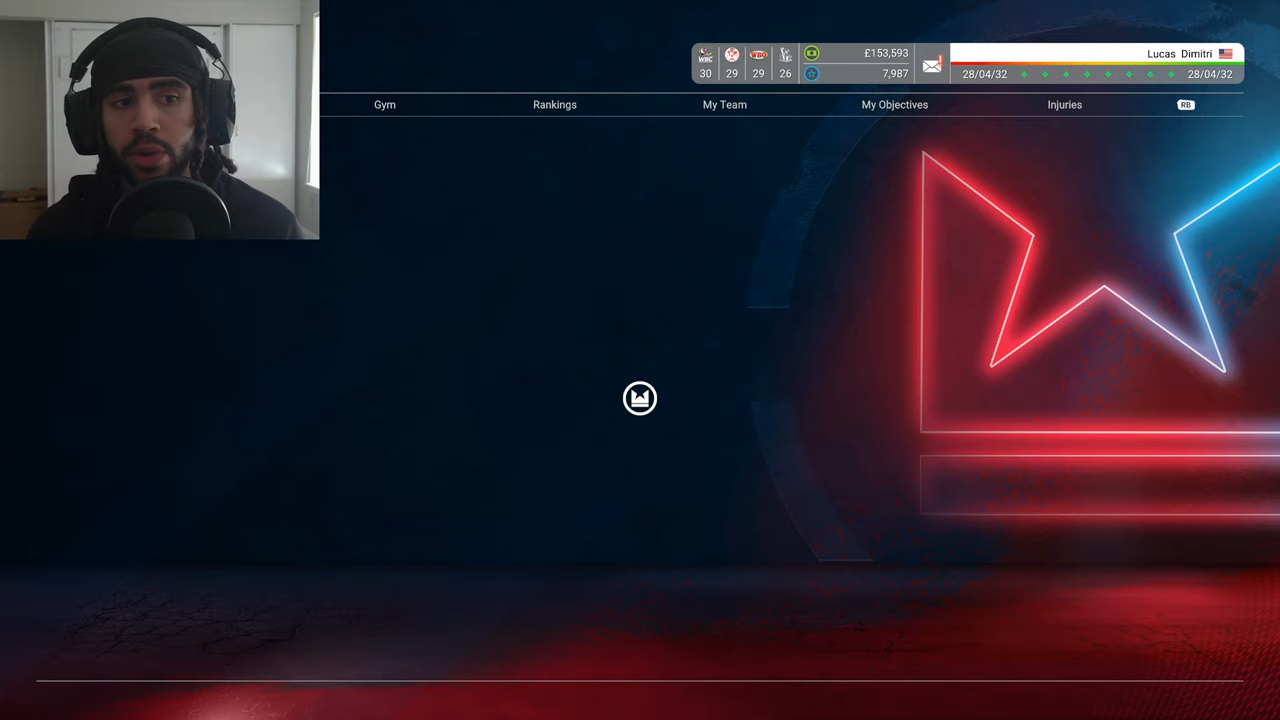 WBC
WBO
£153,593
Lucas Dimitri
30
29
29
26
7,987
28/04/32
28/04/32
Gym
Rankings
My Team
My Objectives
Injuries
RB